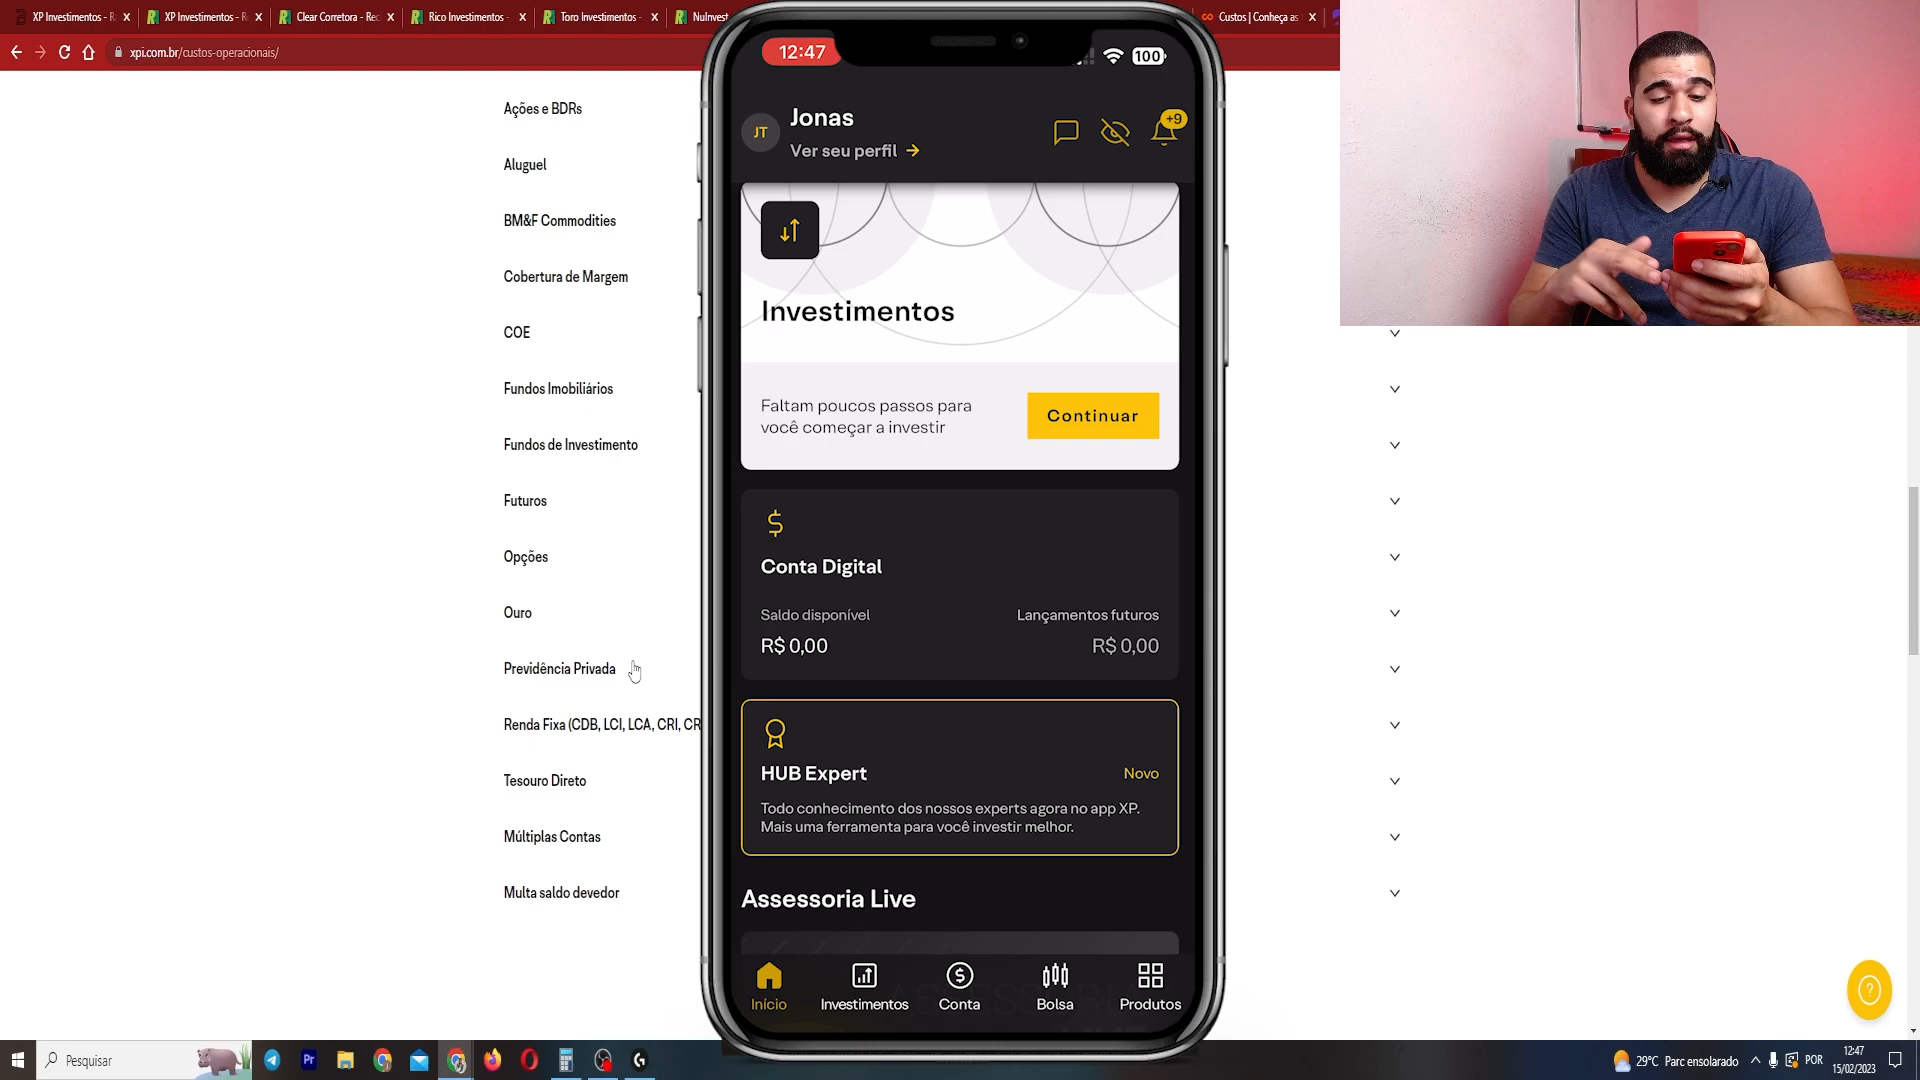 XP Investimentos - R
XP Investimentos - R
Clear Corretora - Re
Rico Investimentos -
Toro Investimentos -
NuInvest
Custos | Conheça as
xpi.com.br/custos-operacionais/
Ações e BDRs
Aluguel
BM&F Commodities
Cobertura de Margem
COE
Fundos Imobiliários
Fundos de Investimento
Futuros
Opções
Ouro
Previdência Privada
Renda Fixa (CDB, LCI, LCA, CRI, CR
Tesouro Direto
Múltiplas Contas
Multa saldo devedor
12:47
100
JT
Jonas
Ver seu perfil →
+9
Investimentos
Faltam poucos passos para
você começar a investir
Continuar
Conta Digital
Saldo disponível
Lançamentos futuros
R$ 0,00
R$ 0,00
HUB Expert
Novo
Todo conhecimento dos nossos experts agora no app XP.
Mais uma ferramenta para você investir melhor.
Assessoria Live
Início
Investimentos
Conta
Bolsa
Produtos
Pesquisar
Pr
29°C Parc ensolarado
POR
12:47
15/02/2023